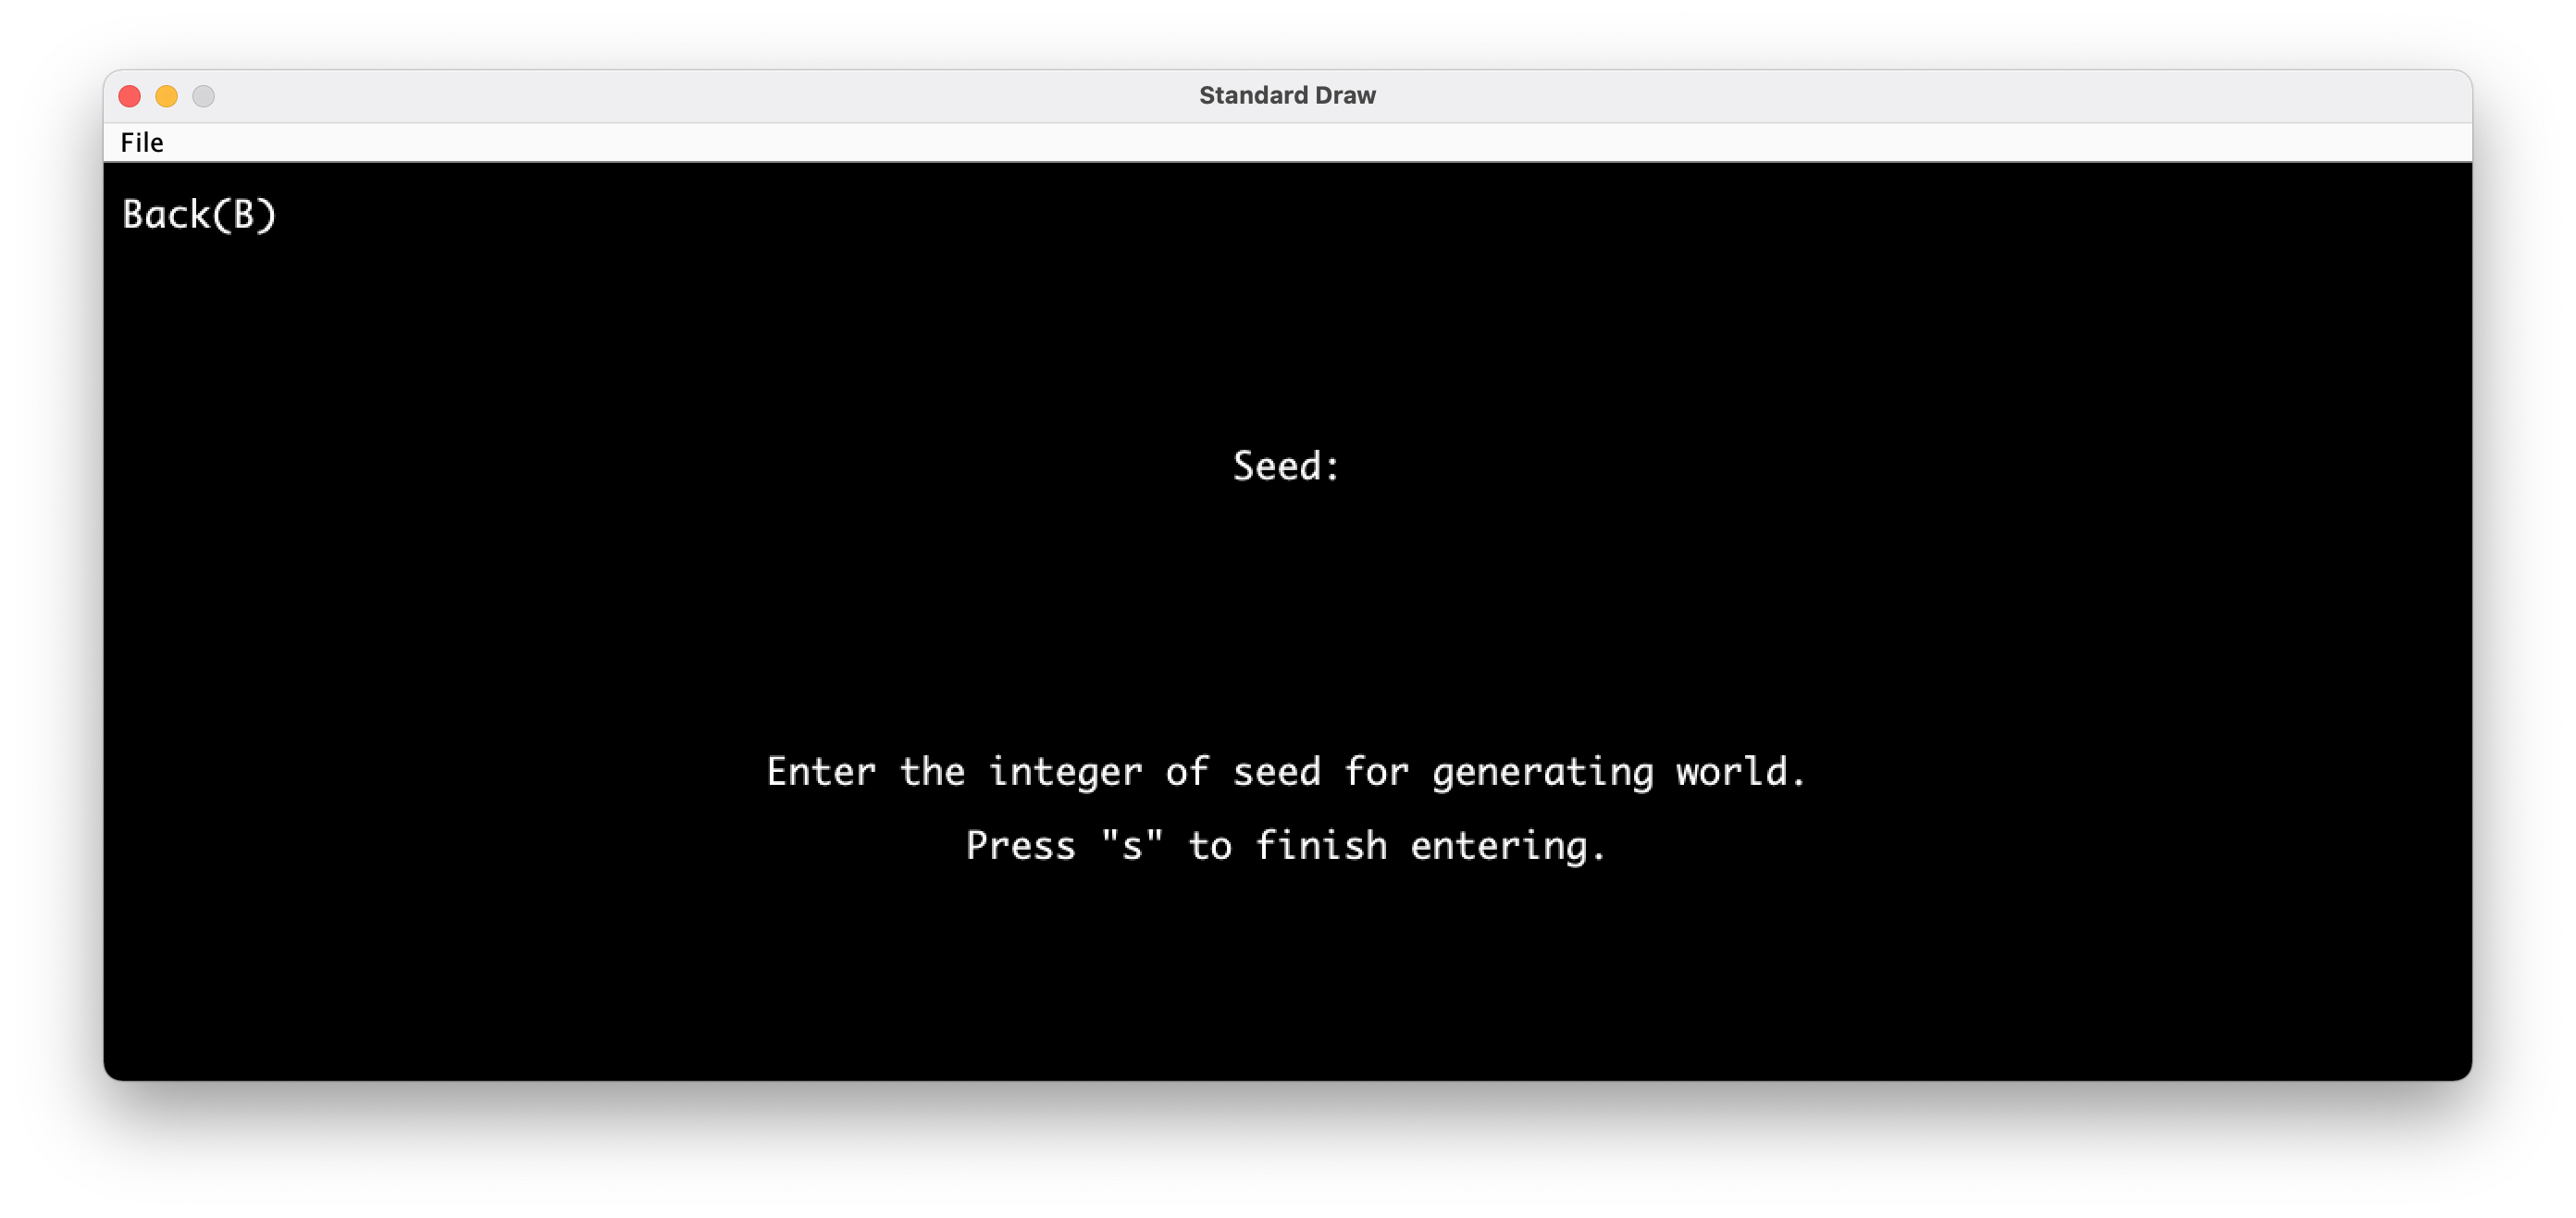 Standard Draw
File
Back(B)
Seed:
Enter the integer of seed for generating world.
Press "s" to finish entering.